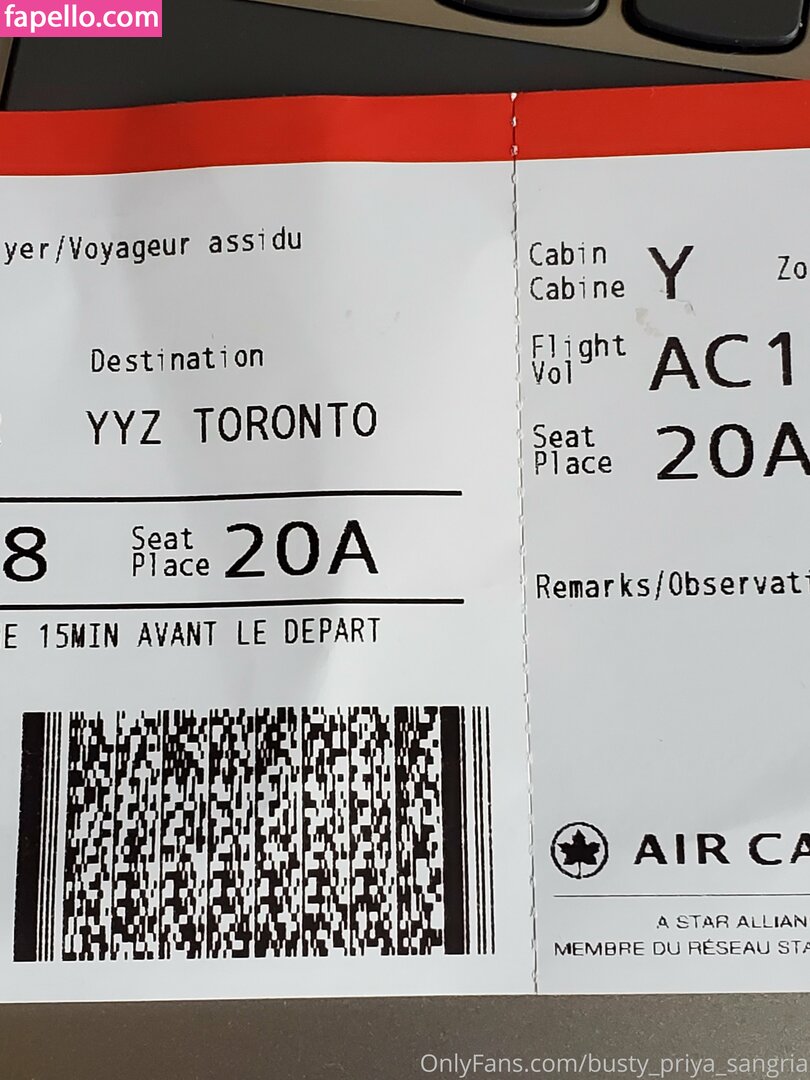 fapello.com
yer/Voyageur assidu
Destination
YYZ TORONTO
8 Seat Place 20A
E 15MIN AVANT LE DEPART
Cabin
Cabine Y Zo
Flight
Vol AC1
Seat
Place 20A
Remarks/Observati
AIR CA
A STAR ALLIAN
MEMBRE DU RÉSEAU STA
OnlyFans.com/busty_priya_sangria